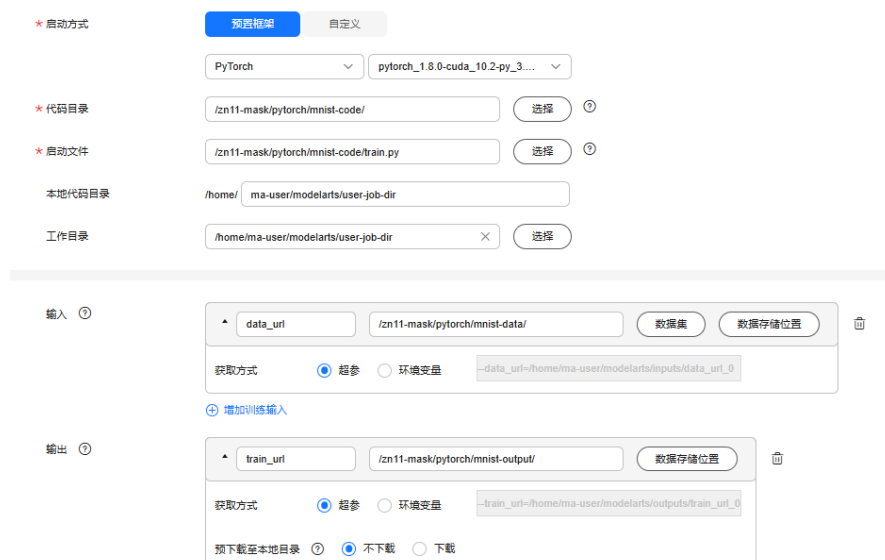 * 启动方式 预置框架 自定义
PyTorch pytorch_1.8.0-cuda_10.2-py_3....
* 代码目录 /zn11-mask/pytorch/mnist-code/ 选择
* 启动文件 /zn11-mask/pytorch/mnist-code/train.py 选择
本地代码目录 /home/ ma-user/modelarts/user-job-dir
工作目录 /home/ma-user/modelarts/user-job-dir 选择
输入 data_url /zn11-mask/pytorch/mnist-data/ 数据集 数据存储位置
获取方式 超参 环境变量 --data_url=/home/ma-user/modelarts/inputs/data_url_0
增加训练输入
输出 train_url /zn11-mask/pytorch/mnist-output/ 数据存储位置
获取方式 超参 环境变量 --train_url=/home/ma-user/modelarts/outputs/train_url_0
预下载至本地目录 不下载 下载